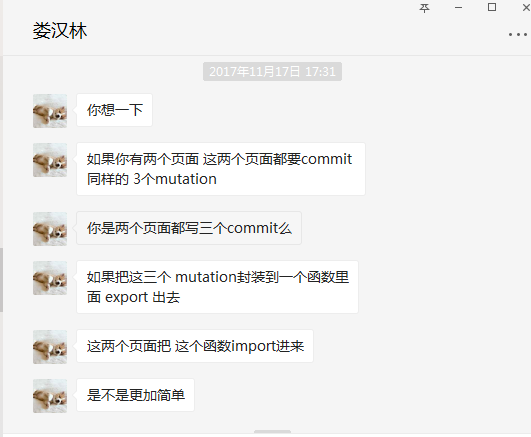 娄汉林
2017年11月17日 17:31
你想一下
如果你有两个页面 这两个页面都要commit
同样的 3个mutation
你是两个页面都写三个commit么
如果把这三个 mutation封装到一个函数里
面 export 出去
这两个页面把 这个函数import进来
是不是更加简单